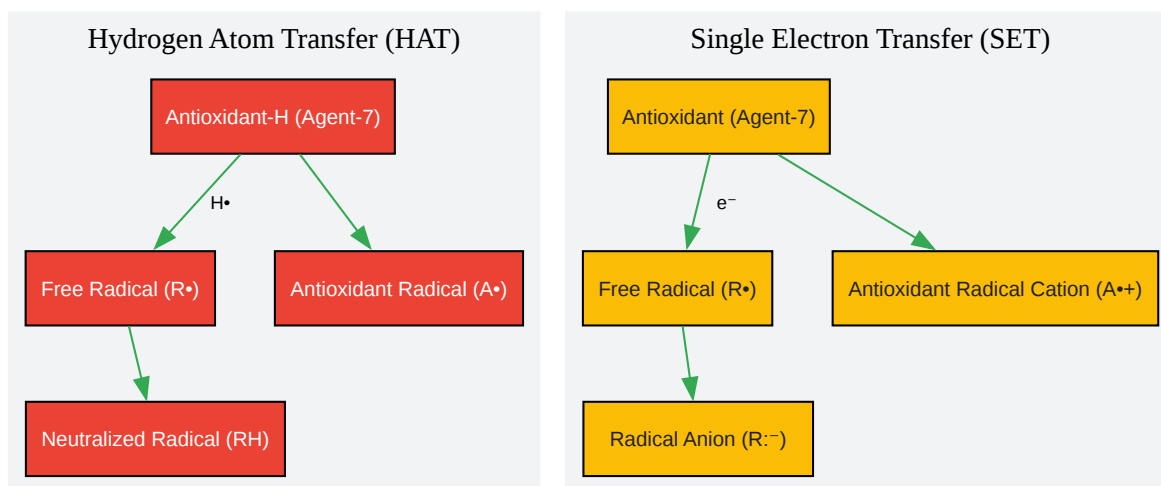 Hydrogen Atom Transfer (HAT)
Antioxidant-H (Agent-7)
H•
Free Radical (R•)
Antioxidant Radical (A•)
Neutralized Radical (RH)
Single Electron Transfer (SET)
Antioxidant (Agent-7)
e⁻
Free Radical (R•)
Antioxidant Radical Cation (A•+)
Radical Anion (R:⁻)